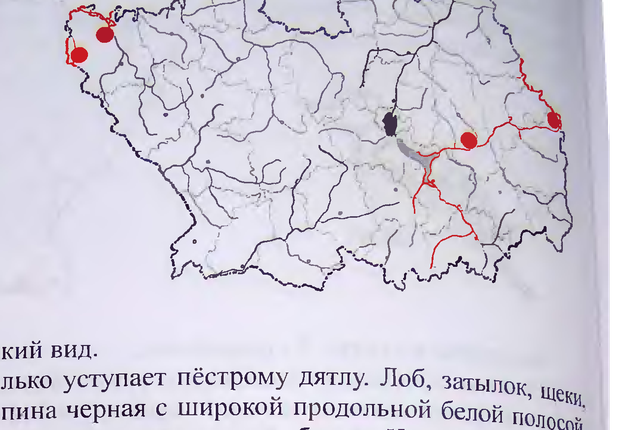 кий вид.
лько уступает пёстрому дятлу. Лоб, затылок, щеки,
пина черная с широкой продольной белой полосой